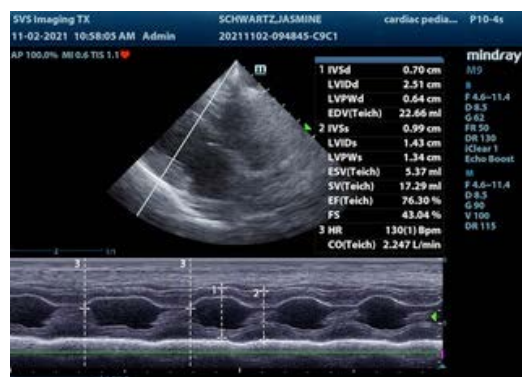 SVS Imaging TX SCHWARTZ,JASMINE cardiac pedia... P10-4s
11-02-2021 10:58:05 AM Admin 20211102-094845-C9C1
AP 100.0% MI 0.6 TIS 1.1
mindray
M9
m
1 IVSd 0.70 cm
LVIDd 2.51 cm
LVPWd 0.64 cm
EDV(Teich) 22.66 ml
2 IVSs 0.99 cm
LVIDs 1.43 cm
LVPWs 1.34 cm
ESV(Teich) 5.37 ml
SV(Teich) 17.29 ml
EF(Teich) 76.30 %
FS 43.04 %
3 HR 130(1) Bpm
CO(Teich) 2.247 L/min
B
F 4.6-11.4
D 8.5
G 62
FR 50
DR 130
iClear 1
Echo Boost
M
F 4.6-11.4
D 8.5
G 90
V 100
DR 115
3 3
1 2